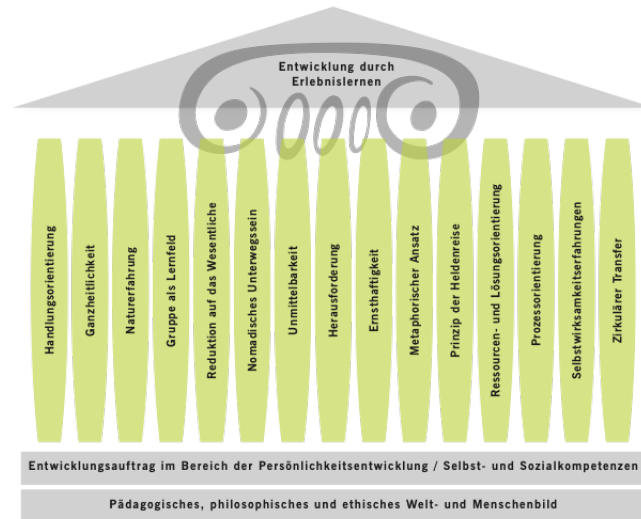 Entwicklung durch
Erlebnislernen
Handlungsorientierung
Ganzheitlichkeit
Naturerfahrung
Gruppe als Lernfeld
Reduktion auf das Wesentliche
Nomadisches Unterwegssein
Unmittelbarkeit
Herausforderung
Ernsthaftigkeit
Metaphorischer Ansatz
Prinzip der Heldenreise
Ressourcen- und Lösungsorientierung
Prozessorientierung
Selbstwirksamkeitserfahrungen
Zirkulärer Transfer
Entwicklungsauftrag im Bereich der Persönlichkeitsentwicklung / Selbst- und Sozialkompetenzen
Pädagogisches, philosophisches und ethisches Welt- und Menschenbild